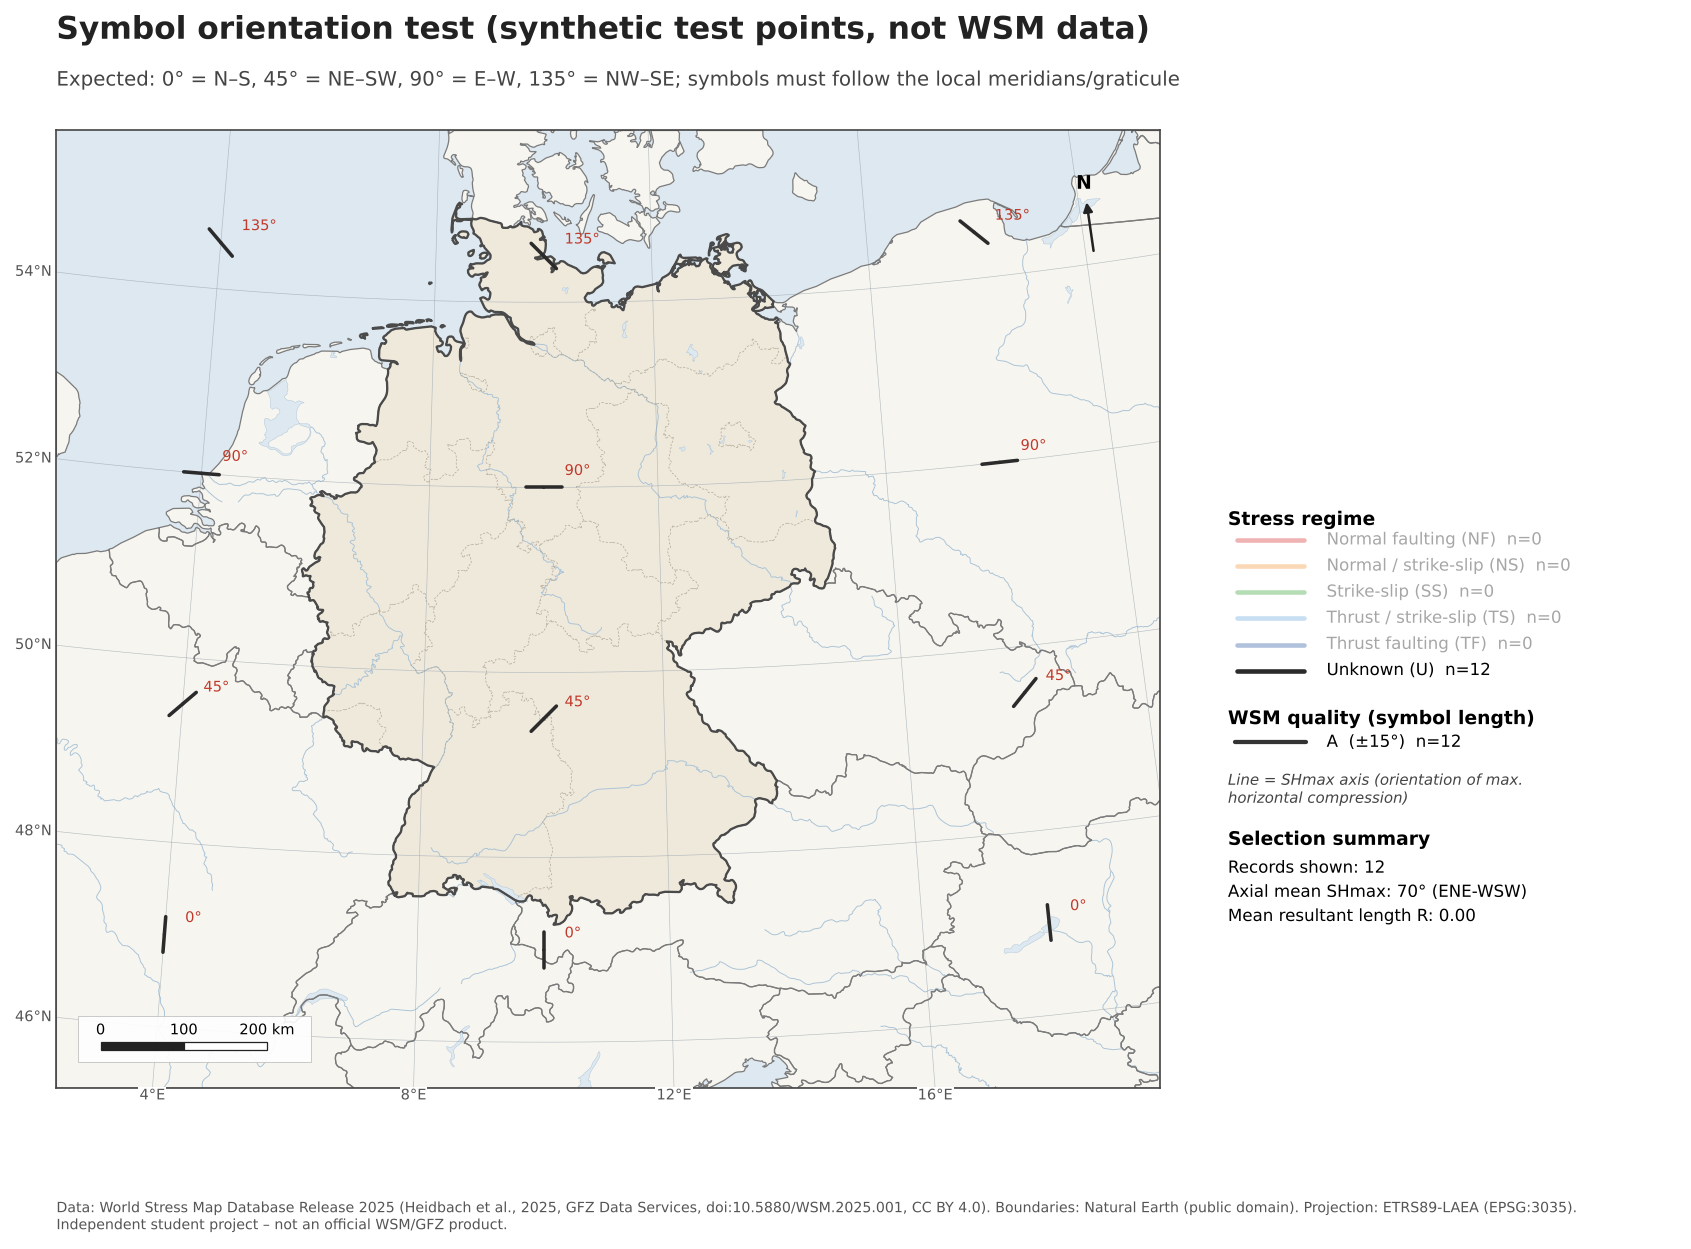 Symbol orientation test (synthetic test points, not WSM data)
Expected: 0° = N–S, 45° = NE–SW, 90° = E–W, 135° = NW–SE; symbols must follow the local meridians/graticule
N
135°
135°
135°
54°N
52°N
90°
90°
90°
50°N
45°
45°
45°
48°N
0°
0°
0°
46°N
0 100 200 km
4°E 8°E 12°E 16°E
Stress regime
Normal faulting (NF) n=0
Normal / strike-slip (NS) n=0
Strike-slip (SS) n=0
Thrust / strike-slip (TS) n=0
Thrust faulting (TF) n=0
Unknown (U) n=12
WSM quality (symbol length)
A (±15°) n=12
Line = SHmax axis (orientation of max.
horizontal compression)
Selection summary
Records shown: 12
Axial mean SHmax: 70° (ENE-WSW)
Mean resultant length R: 0.00
Data: World Stress Map Database Release 2025 (Heidbach et al., 2025, GFZ Data Services, doi:10.5880/WSM.2025.001, CC BY 4.0). Boundaries: Natural Earth (public domain). Projection: ETRS89-LAEA (EPSG:3035).
Independent student project – not an official WSM/GFZ product.